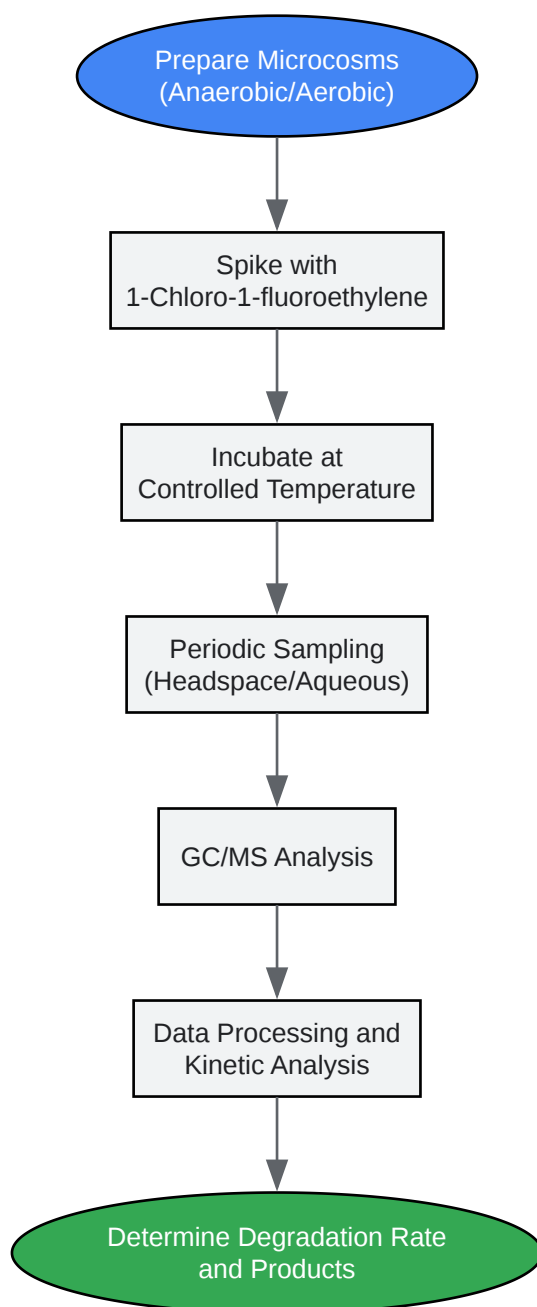 Prepare Microcosms
(Anaerobic/Aerobic)
Spike with
1-Chloro-1-fluoroethylene
Incubate at
Controlled Temperature
Periodic Sampling
(Headspace/Aqueous)
GC/MS Analysis
Data Processing and
Kinetic Analysis
Determine Degradation Rate
and Products